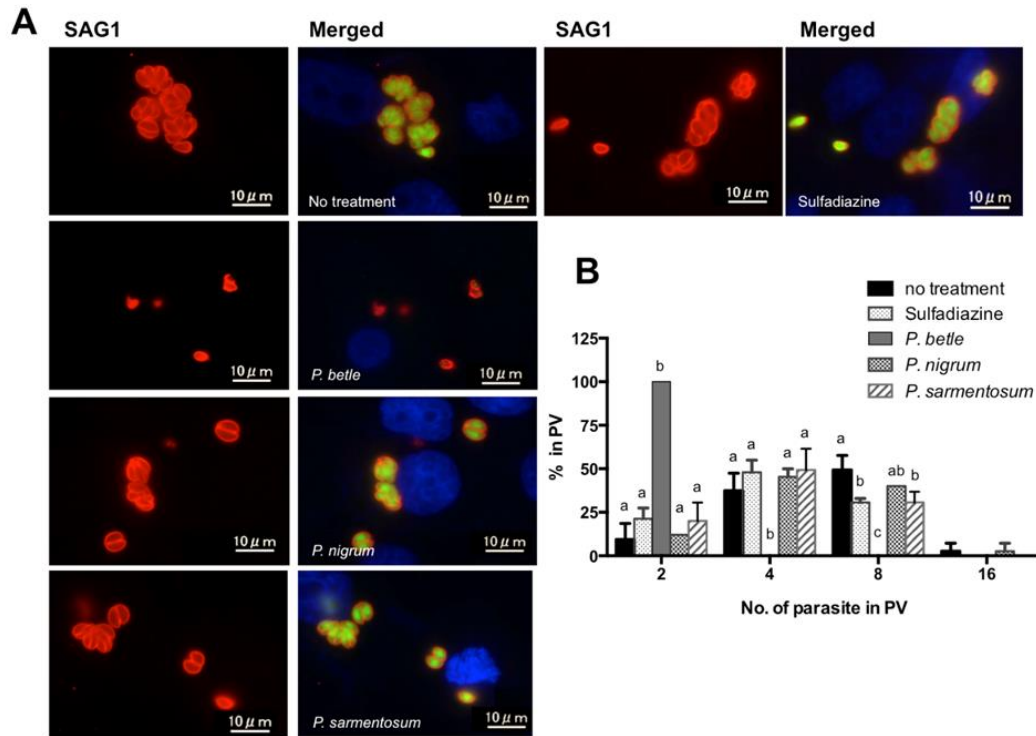 A
SAG1
Merged
SAG1
Merged
10 μm
No treatment
10 μm
10 μm
Sulfadiazine
10 μm
10 μm
P. betle
10 μm
10 μm
P. nigrum
10 μm
10 μm
P. sarmentosum
10 μm
B
no treatment
Sulfadiazine
P. betle
P. nigrum
P. sarmentosum
% in PV
125
100
75
50
25
0
a a b a a
a a b a a
a b c ab b
2 4 8 16
No. of parasite in PV